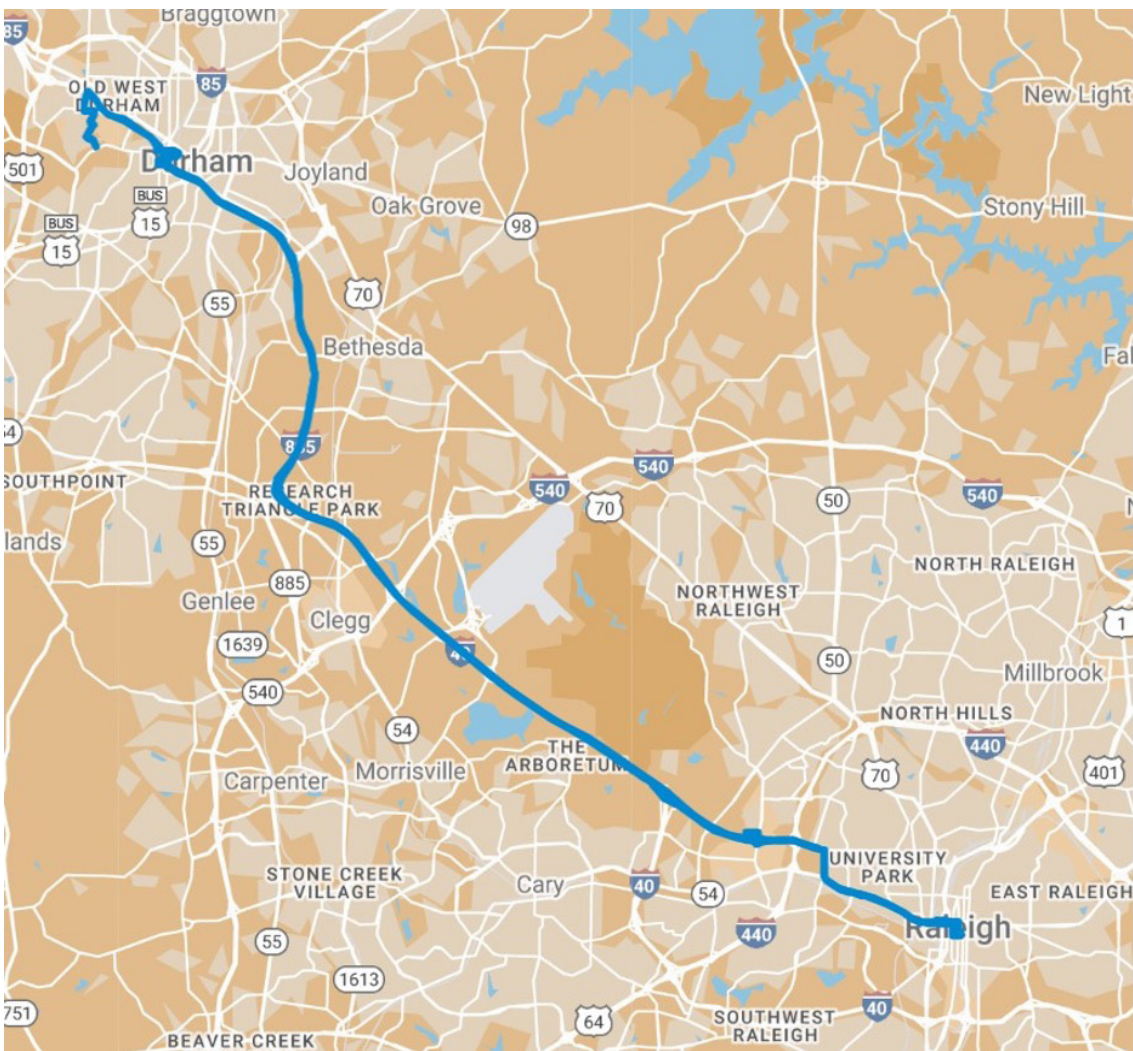 Braggtown
85
OLD WEST
DURHAM
85
New Light
Durham
501
Joyland
BUS
15
Oak Grove
98
Stony Hill
BUS
15
55
70
Bethesda
Fal
54
885
540
SOUTHPOINT
RESEARCH
TRIANGLE PARK
540
70
50
540
lands
55
NORTH RALEIGH
885
Genlee
NORTHWEST
RALEIGH
Clegg
1
1639
40
50
Millbrook
540
54
NORTH HILLS
440
THE
ARBORETUM
Carpenter
Morrisville
70
401
UNIVERSITY
PARK
STONE CREEK
VILLAGE
Cary
40
54
EAST RALEIGH
Raleigh
55
440
1613
40
751
64
SOUTHWEST
RALEIGH
BEAVER CREEK